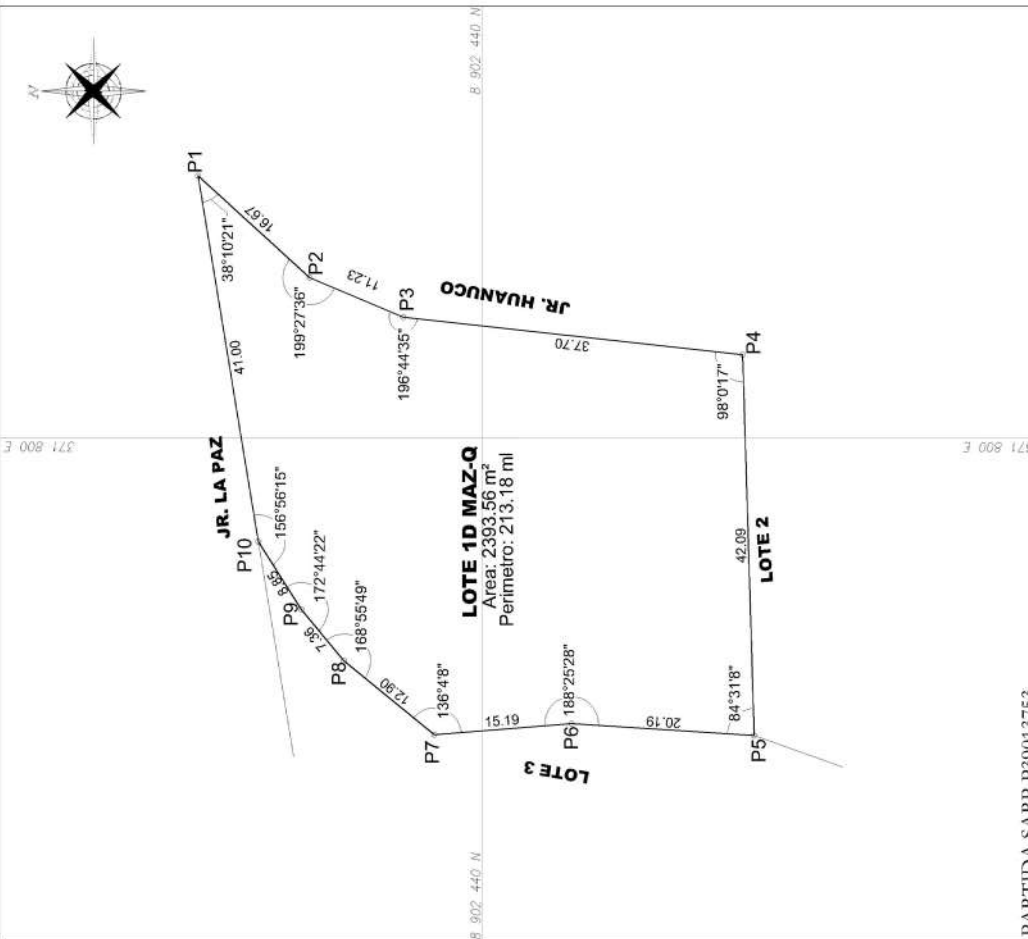 N
8 902 440 N
P1
38°10'21"
16.67
41.00
P2
199°27'36"
11.23
P3
196°44'35"
JR. HUANUCO
37.70
P4
98°0'17"
371 800 E
371 800 E
JR. LA PAZ
P10
156°56'15"
8.85
P9
172°44'22"
7.36
P8
168°55'49"
12.90
P7
136°4'8"
LOTE 1D MAZ-Q
Area: 2393.56 m²
Perimetro: 213.18 ml
42.09
LOTE 2
15.19
P6
188°25'28"
20.19
84°31'8"
P5
LOTE 3
8 902 440 N
PARTIDA SARP P39013753